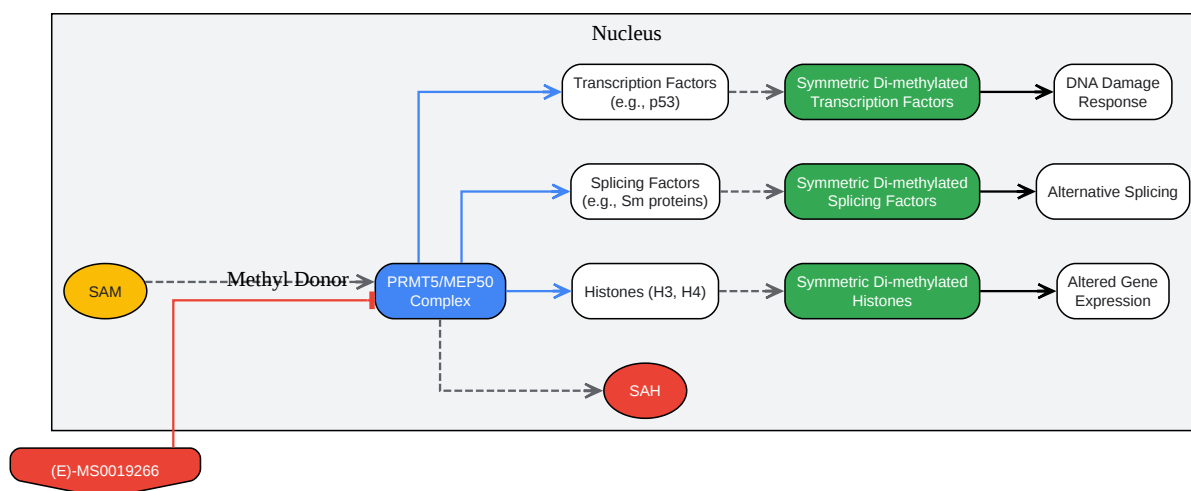 Nucleus
Transcription Factors
(e.g., p53)
Symmetric Di-methylated
Transcription Factors
DNA Damage
Response
Splicing Factors
(e.g., Sm proteins)
Symmetric Di-methylated
Splicing Factors
Alternative Splicing
SAM
Methyl Donor
PRMT5/MEP50
Complex
Histones (H3, H4)
Symmetric Di-methylated
Histones
Altered Gene
Expression
SAH
(E)-MS0019266